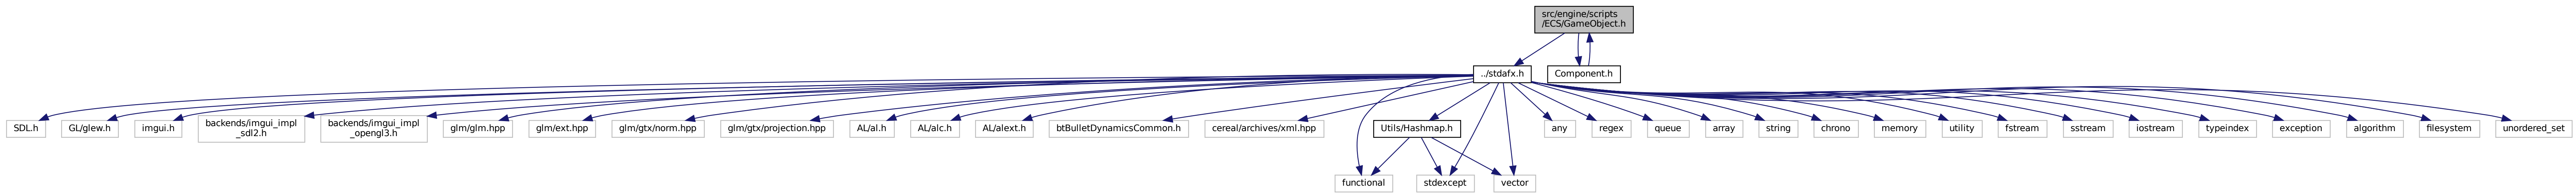 src/engine/scripts
/ECS/GameObject.h
../stdafx.h
Component.h
SDL.h
GL/glew.h
imgui.h
backends/imgui_impl
_sdl2.h
backends/imgui_impl
_opengl3.h
glm/glm.hpp
glm/ext.hpp
glm/gtx/norm.hpp
glm/gtx/projection.hpp
AL/al.h
AL/alc.h
AL/alext.h
btBulletDynamicsCommon.h
cereal/archives/xml.hpp
Utils/Hashmap.h
any
regex
queue
array
string
chrono
memory
utility
fstream
sstream
iostream
typeindex
exception
algorithm
filesystem
unordered_set
functional
stdexcept
vector